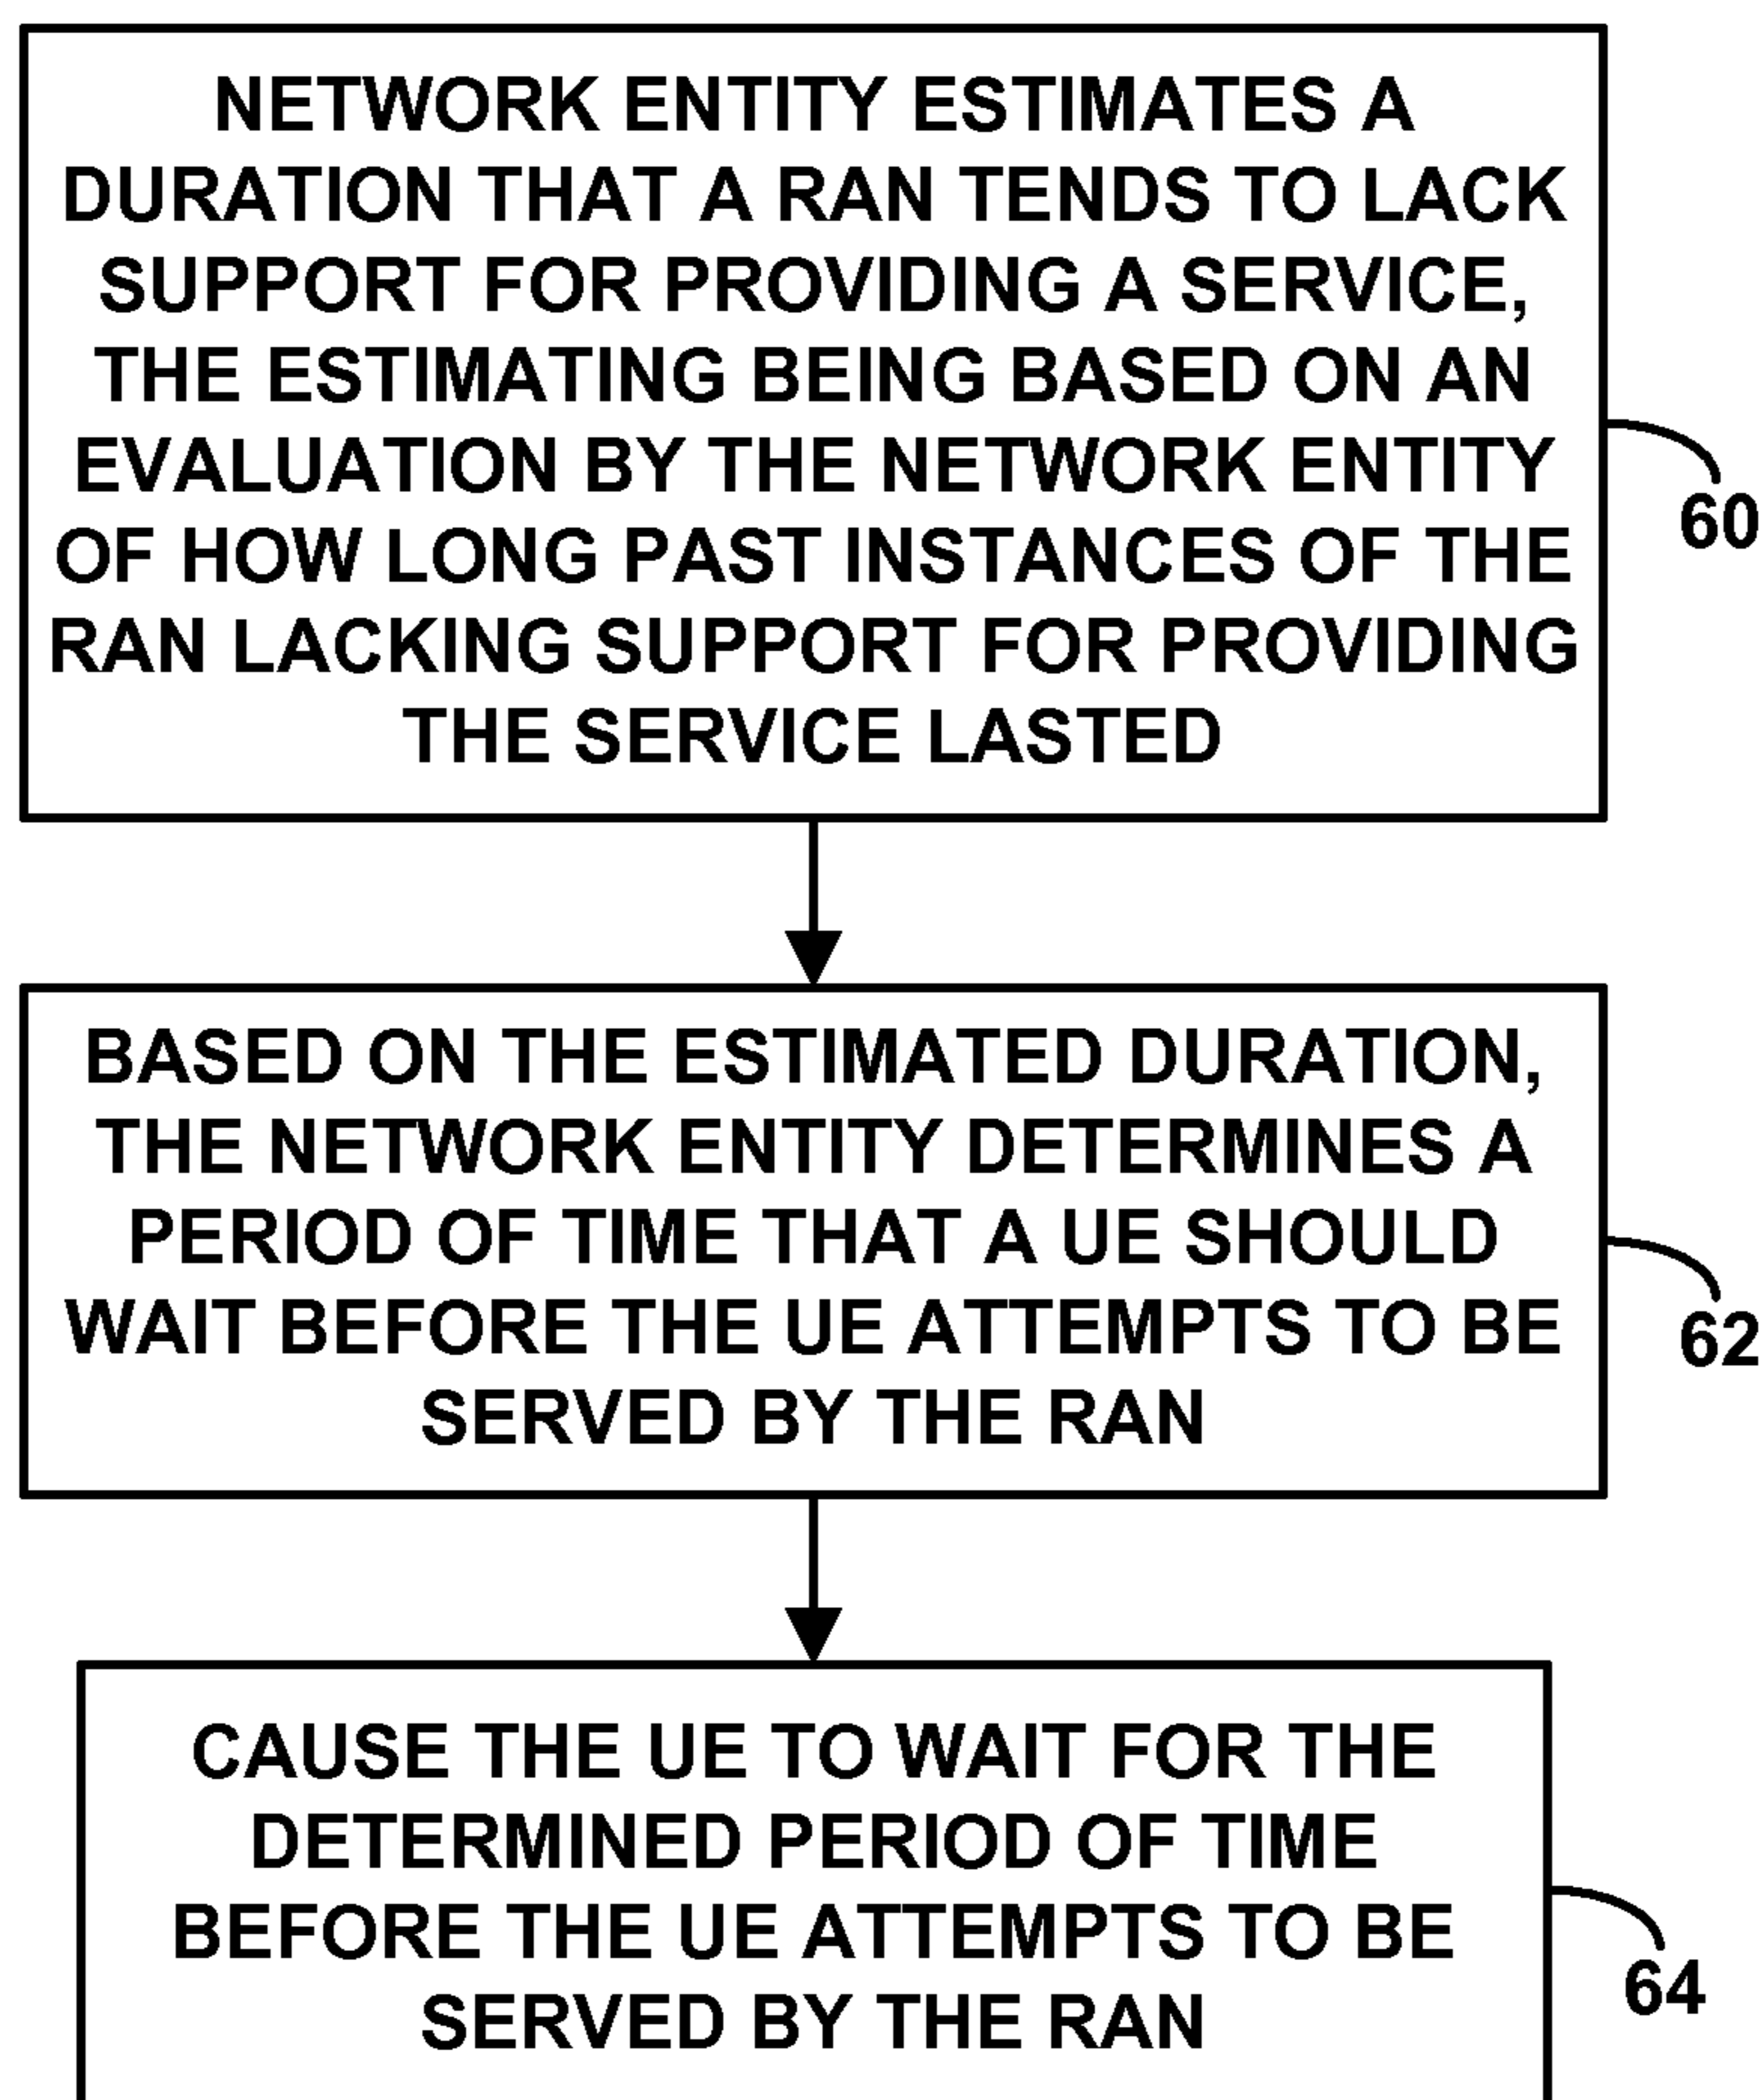 NETWORK ENTITY ESTIMATES A
DURATION THAT A RAN TENDS TO LACK
SUPPORT FOR PROVIDING A SERVICE,
THE ESTIMATING BEING BASED ON AN
EVALUATION BY THE NETWORK ENTITY
OF HOW LONG PAST INSTANCES OF THE
RAN LACKING SUPPORT FOR PROVIDING
THE SERVICE LASTED
60
BASED ON THE ESTIMATED DURATION,
THE NETWORK ENTITY DETERMINES A
PERIOD OF TIME THAT A UE SHOULD
WAIT BEFORE THE UE ATTEMPTS TO BE
SERVED BY THE RAN
62
CAUSE THE UE TO WAIT FOR THE
DETERMINED PERIOD OF TIME
BEFORE THE UE ATTEMPTS TO BE
SERVED BY THE RAN
64